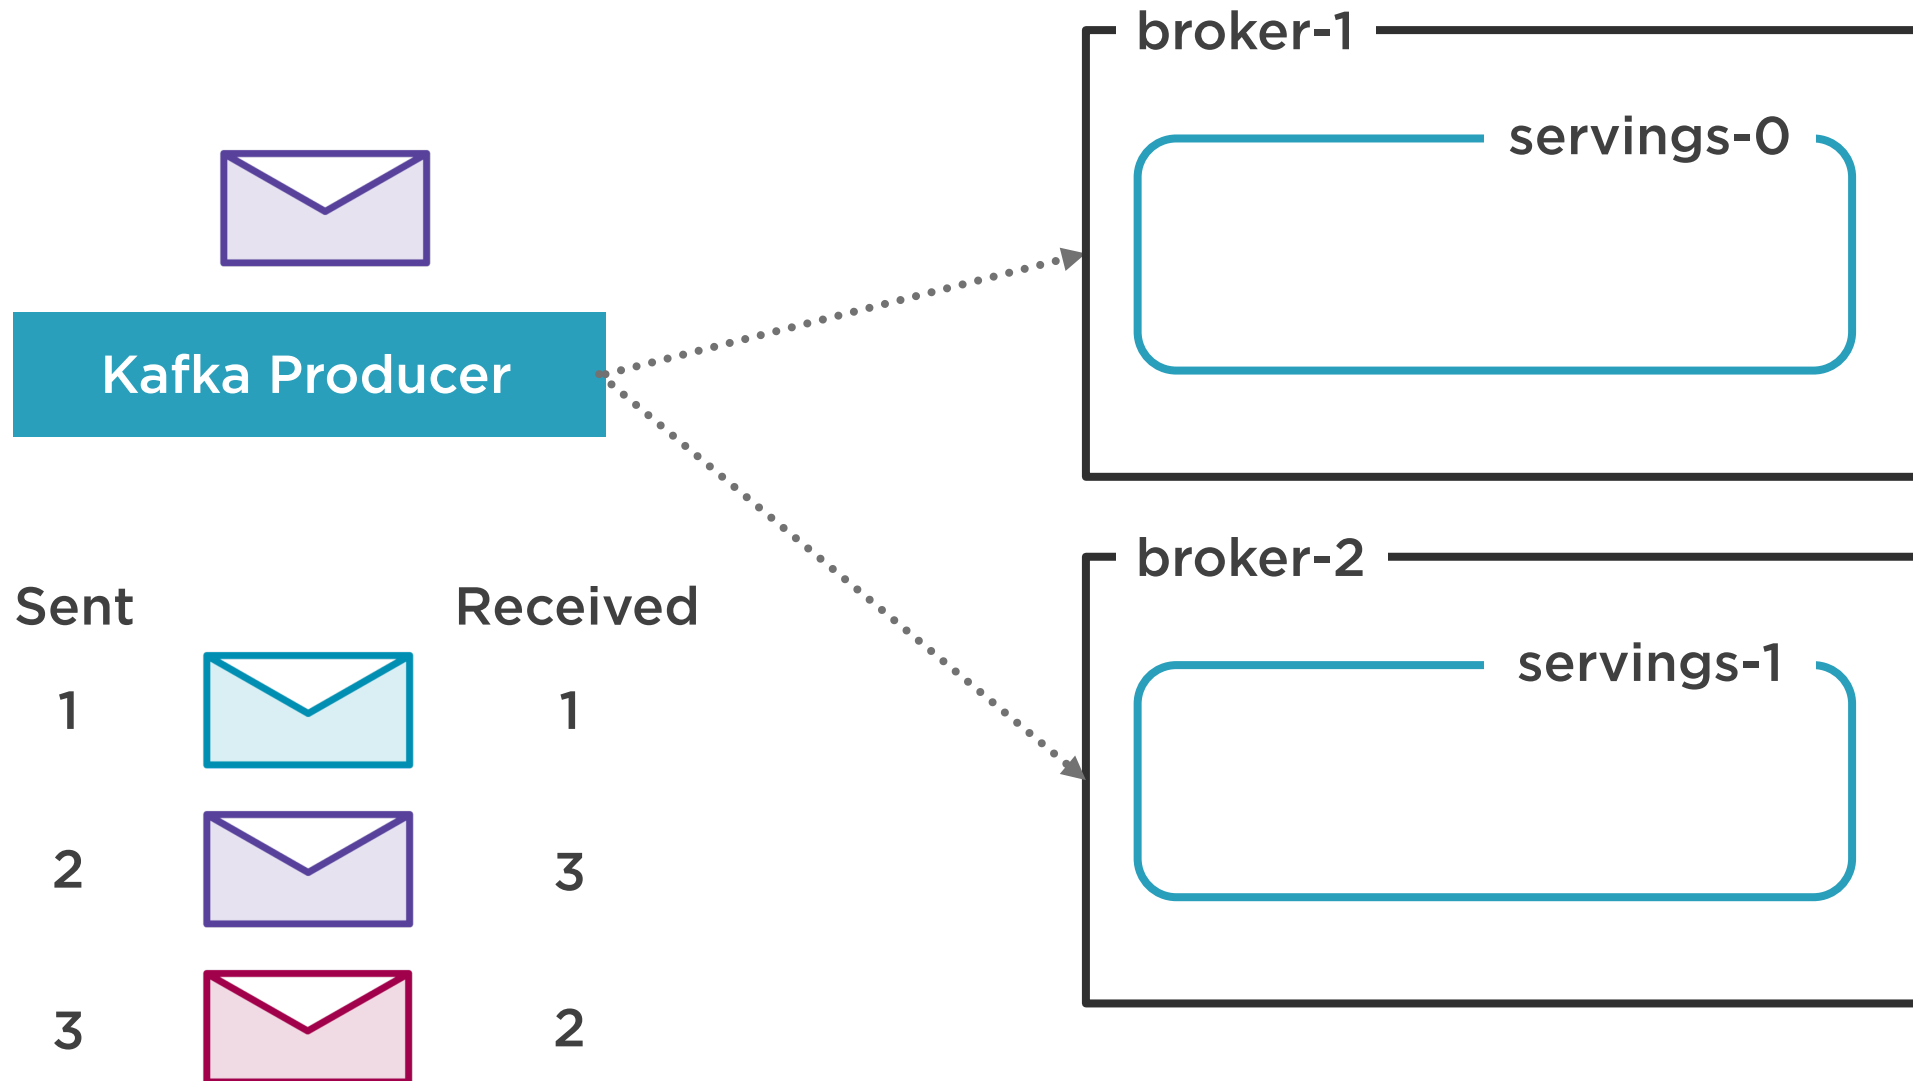 broker-1
servings-0
Kafka Producer
broker-2
Sent Received
servings-1
1 1
2 3
3 2